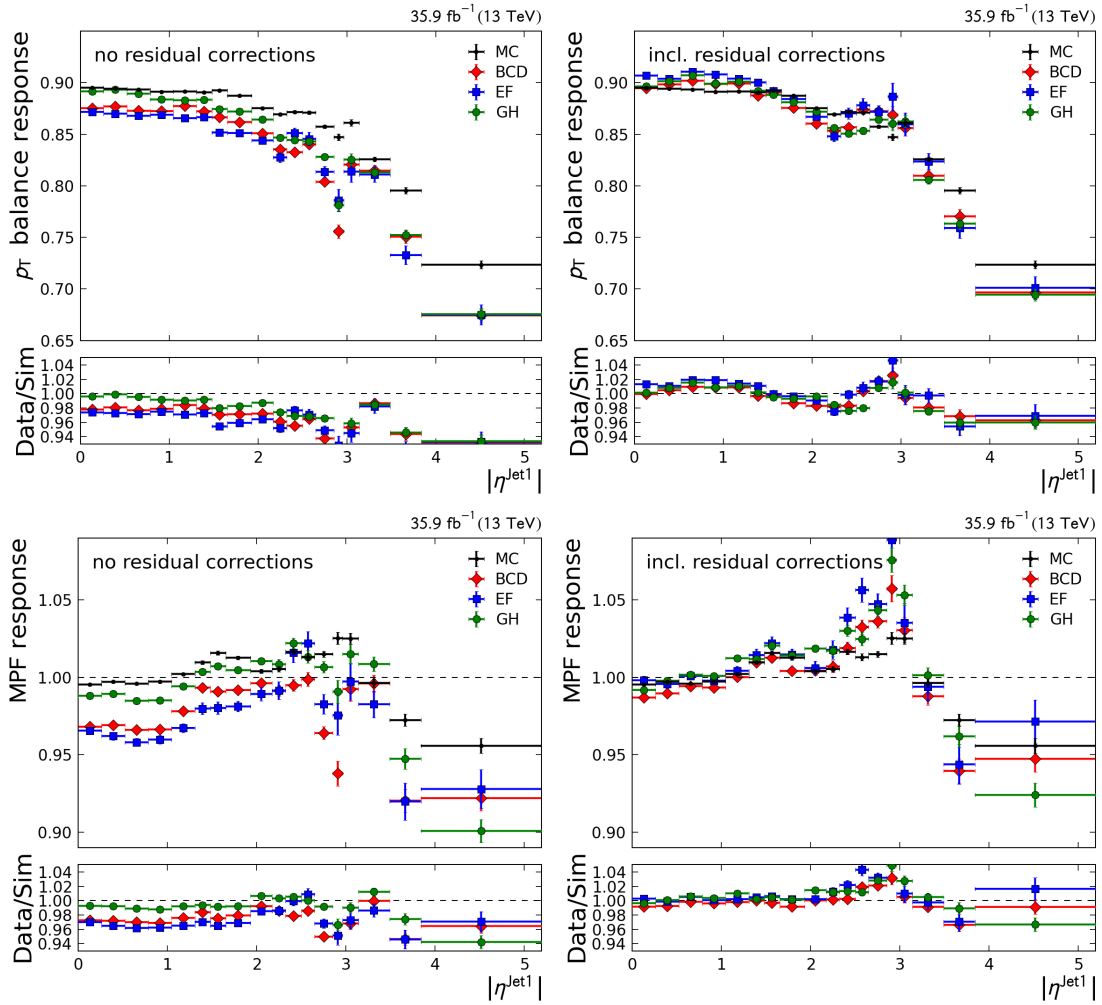 35.9 fb⁻¹ (13 TeV)
no residual corrections
MC
BCD
EF
GH
pT balance response
0.90
0.85
0.80
0.75
0.70
0.65
Data/Sim
1.04
1.02
1.00
0.98
0.96
0.94
0 1 2 3 4 5
|η^Jet1|
35.9 fb⁻¹ (13 TeV)
incl. residual corrections
MC
BCD
EF
GH
pT balance response
0.90
0.85
0.80
0.75
0.70
0.65
Data/Sim
1.04
1.02
1.00
0.98
0.96
0.94
0 1 2 3 4 5
|η^Jet1|
35.9 fb⁻¹ (13 TeV)
no residual corrections
MC
BCD
EF
GH
MPF response
1.05
1.00
0.95
0.90
Data/Sim
1.04
1.02
1.00
0.98
0.96
0.94
0 1 2 3 4 5
|η^Jet1|
35.9 fb⁻¹ (13 TeV)
incl. residual corrections
MC
BCD
EF
GH
MPF response
1.05
1.00
0.95
0.90
Data/Sim
1.04
1.02
1.00
0.98
0.96
0.94
0 1 2 3 4 5
|η^Jet1|